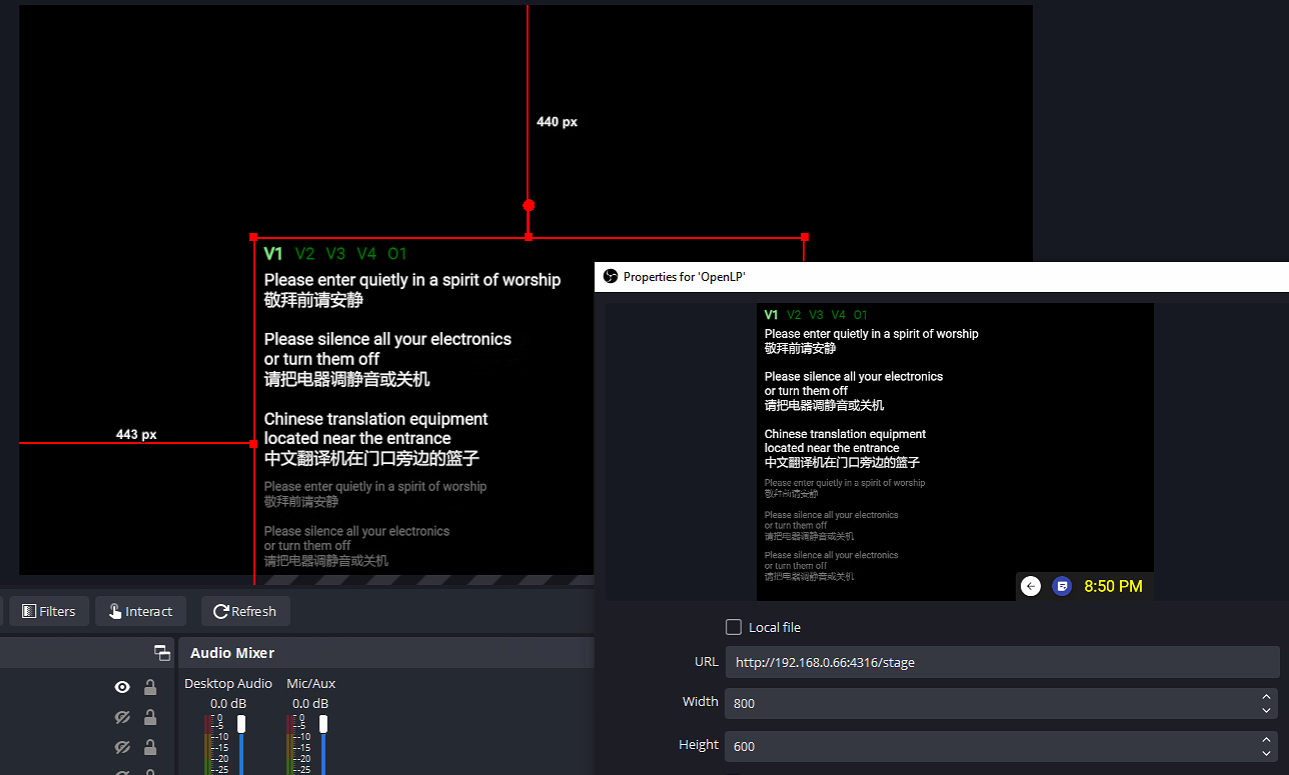 440 px
V1 V2 V3 V4 O1
Please enter quietly in a spirit of worship
敬拜前请安静
Please silence all your electronics
or turn them off
请把电器调静音或关机
Chinese translation equipment
located near the entrance
中文翻译机在门口旁边的篮子
Please enter quietly in a spirit of worship
敬拜前请安静
Please silence all your electronics
or turn them off
请把电器调静音或关机
443 px
Filters
Interact
Refresh
Audio Mixer
Desktop Audio
0.0 dB
0
-5
-10
-15
-20
-25
Mic/Aux
0.0 dB
0
-5
-10
-15
-20
-25
Properties for 'OpenLP'
V1 V2 V3 V4 O1
Please enter quietly in a spirit of worship
敬拜前请安静
Please silence all your electronics
or turn them off
请把电器调静音或关机
Chinese translation equipment
located near the entrance
中文翻译机在门口旁边的篮子
Please enter quietly in a spirit of worship
敬拜前请安静
Please silence all your electronics
or turn them off
请把电器调静音或关机
Please silence all your electronics
or turn them off
请把电器调静音或关机
8:50 PM
Local file
URL http://192.168.0.66:4316/stage
Width 800
Height 600